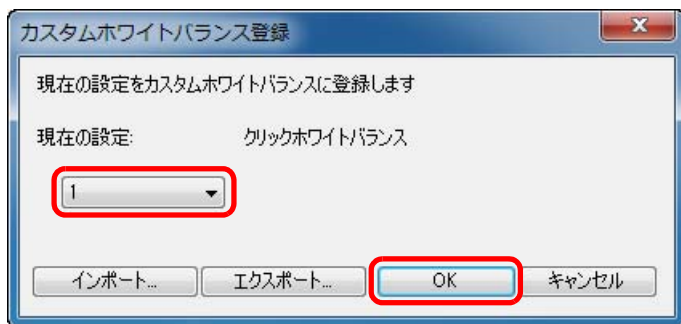 カスタムホワイトバランス登録
現在の設定をカスタムホワイトバランスに登録します
現在の設定: クリックホワイトバランス
1
インポート... エクスポート... OK キャンセル